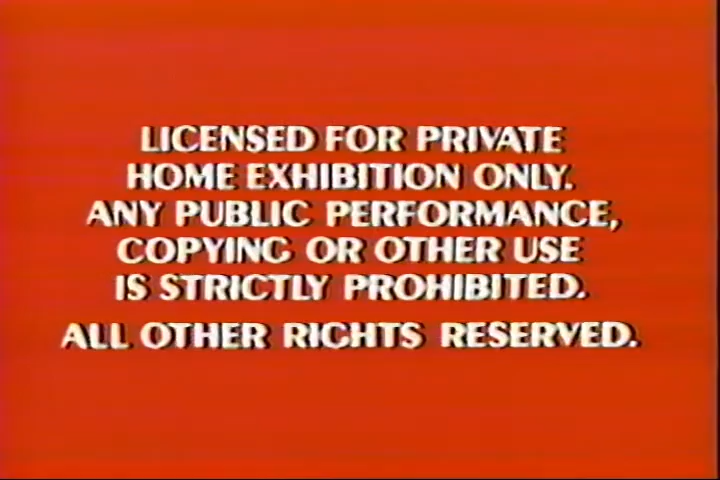 LICENSED FOR PRIVATE
HOME EXHIBITION ONLY.
ANY PUBLIC PERFORMANCE,
COPYING OR OTHER USE
IS STRICTLY PROHIBITED.
ALL OTHER RIGHTS RESERVED.